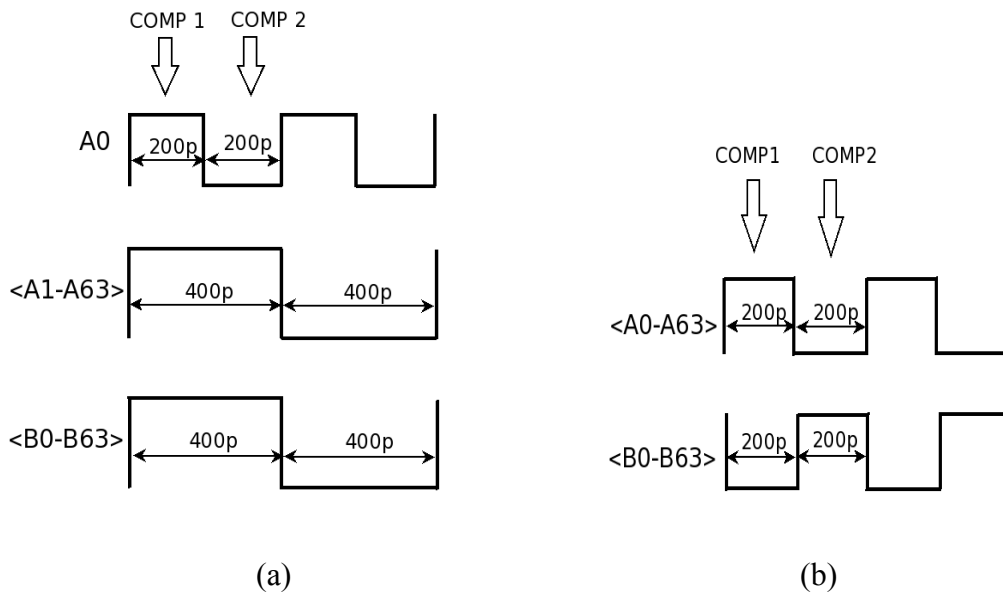 COMP 1 COMP 2
A0 200p 200p
<A1-A63> 400p 400p
<B0-B63> 400p 400p
(a)
COMP1 COMP2
<A0-A63> 200p 200p
<B0-B63> 200p 200p
(b)